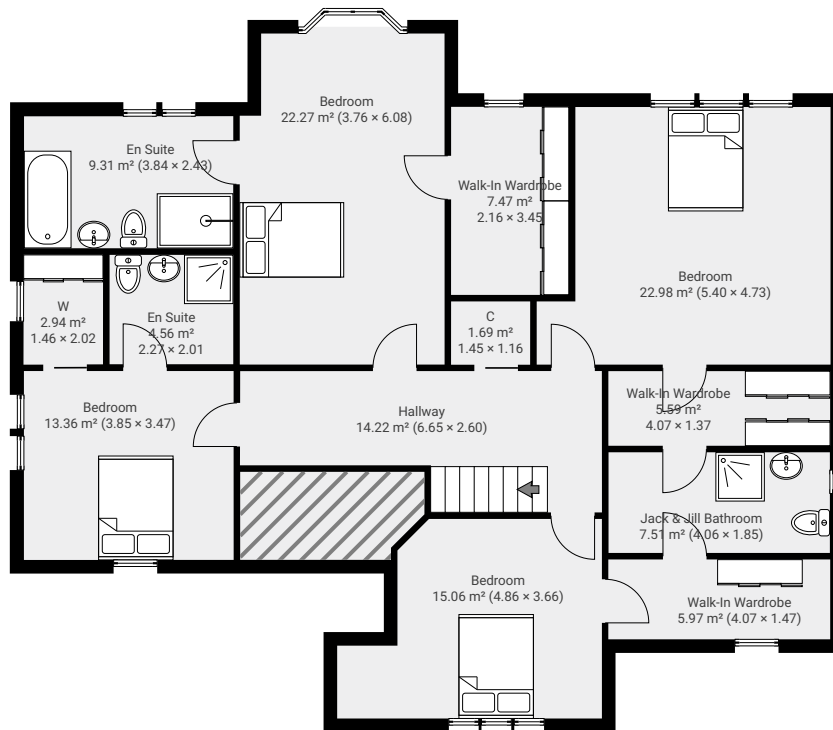 Bedroom
22.27 m² (3.76 × 6.08)
En Suite
9.31 m² (3.84 × 2.43)
Walk-In Wardrobe
7.47 m²
2.16 × 3.45
Bedroom
22.98 m² (5.40 × 4.73)
W
2.94 m²
1.46 × 2.02
En Suite
4.56 m²
2.27 × 2.01
C
1.69 m²
1.45 × 1.16
Bedroom
13.36 m² (3.85 × 3.47)
Hallway
14.22 m² (6.65 × 2.60)
Walk-In Wardrobe
5.59 m²
4.07 × 1.37
Jack & Jill Bathroom
7.51 m² (4.06 × 1.85)
Bedroom
15.06 m² (4.86 × 3.66)
Walk-In Wardrobe
5.97 m² (4.07 × 1.47)